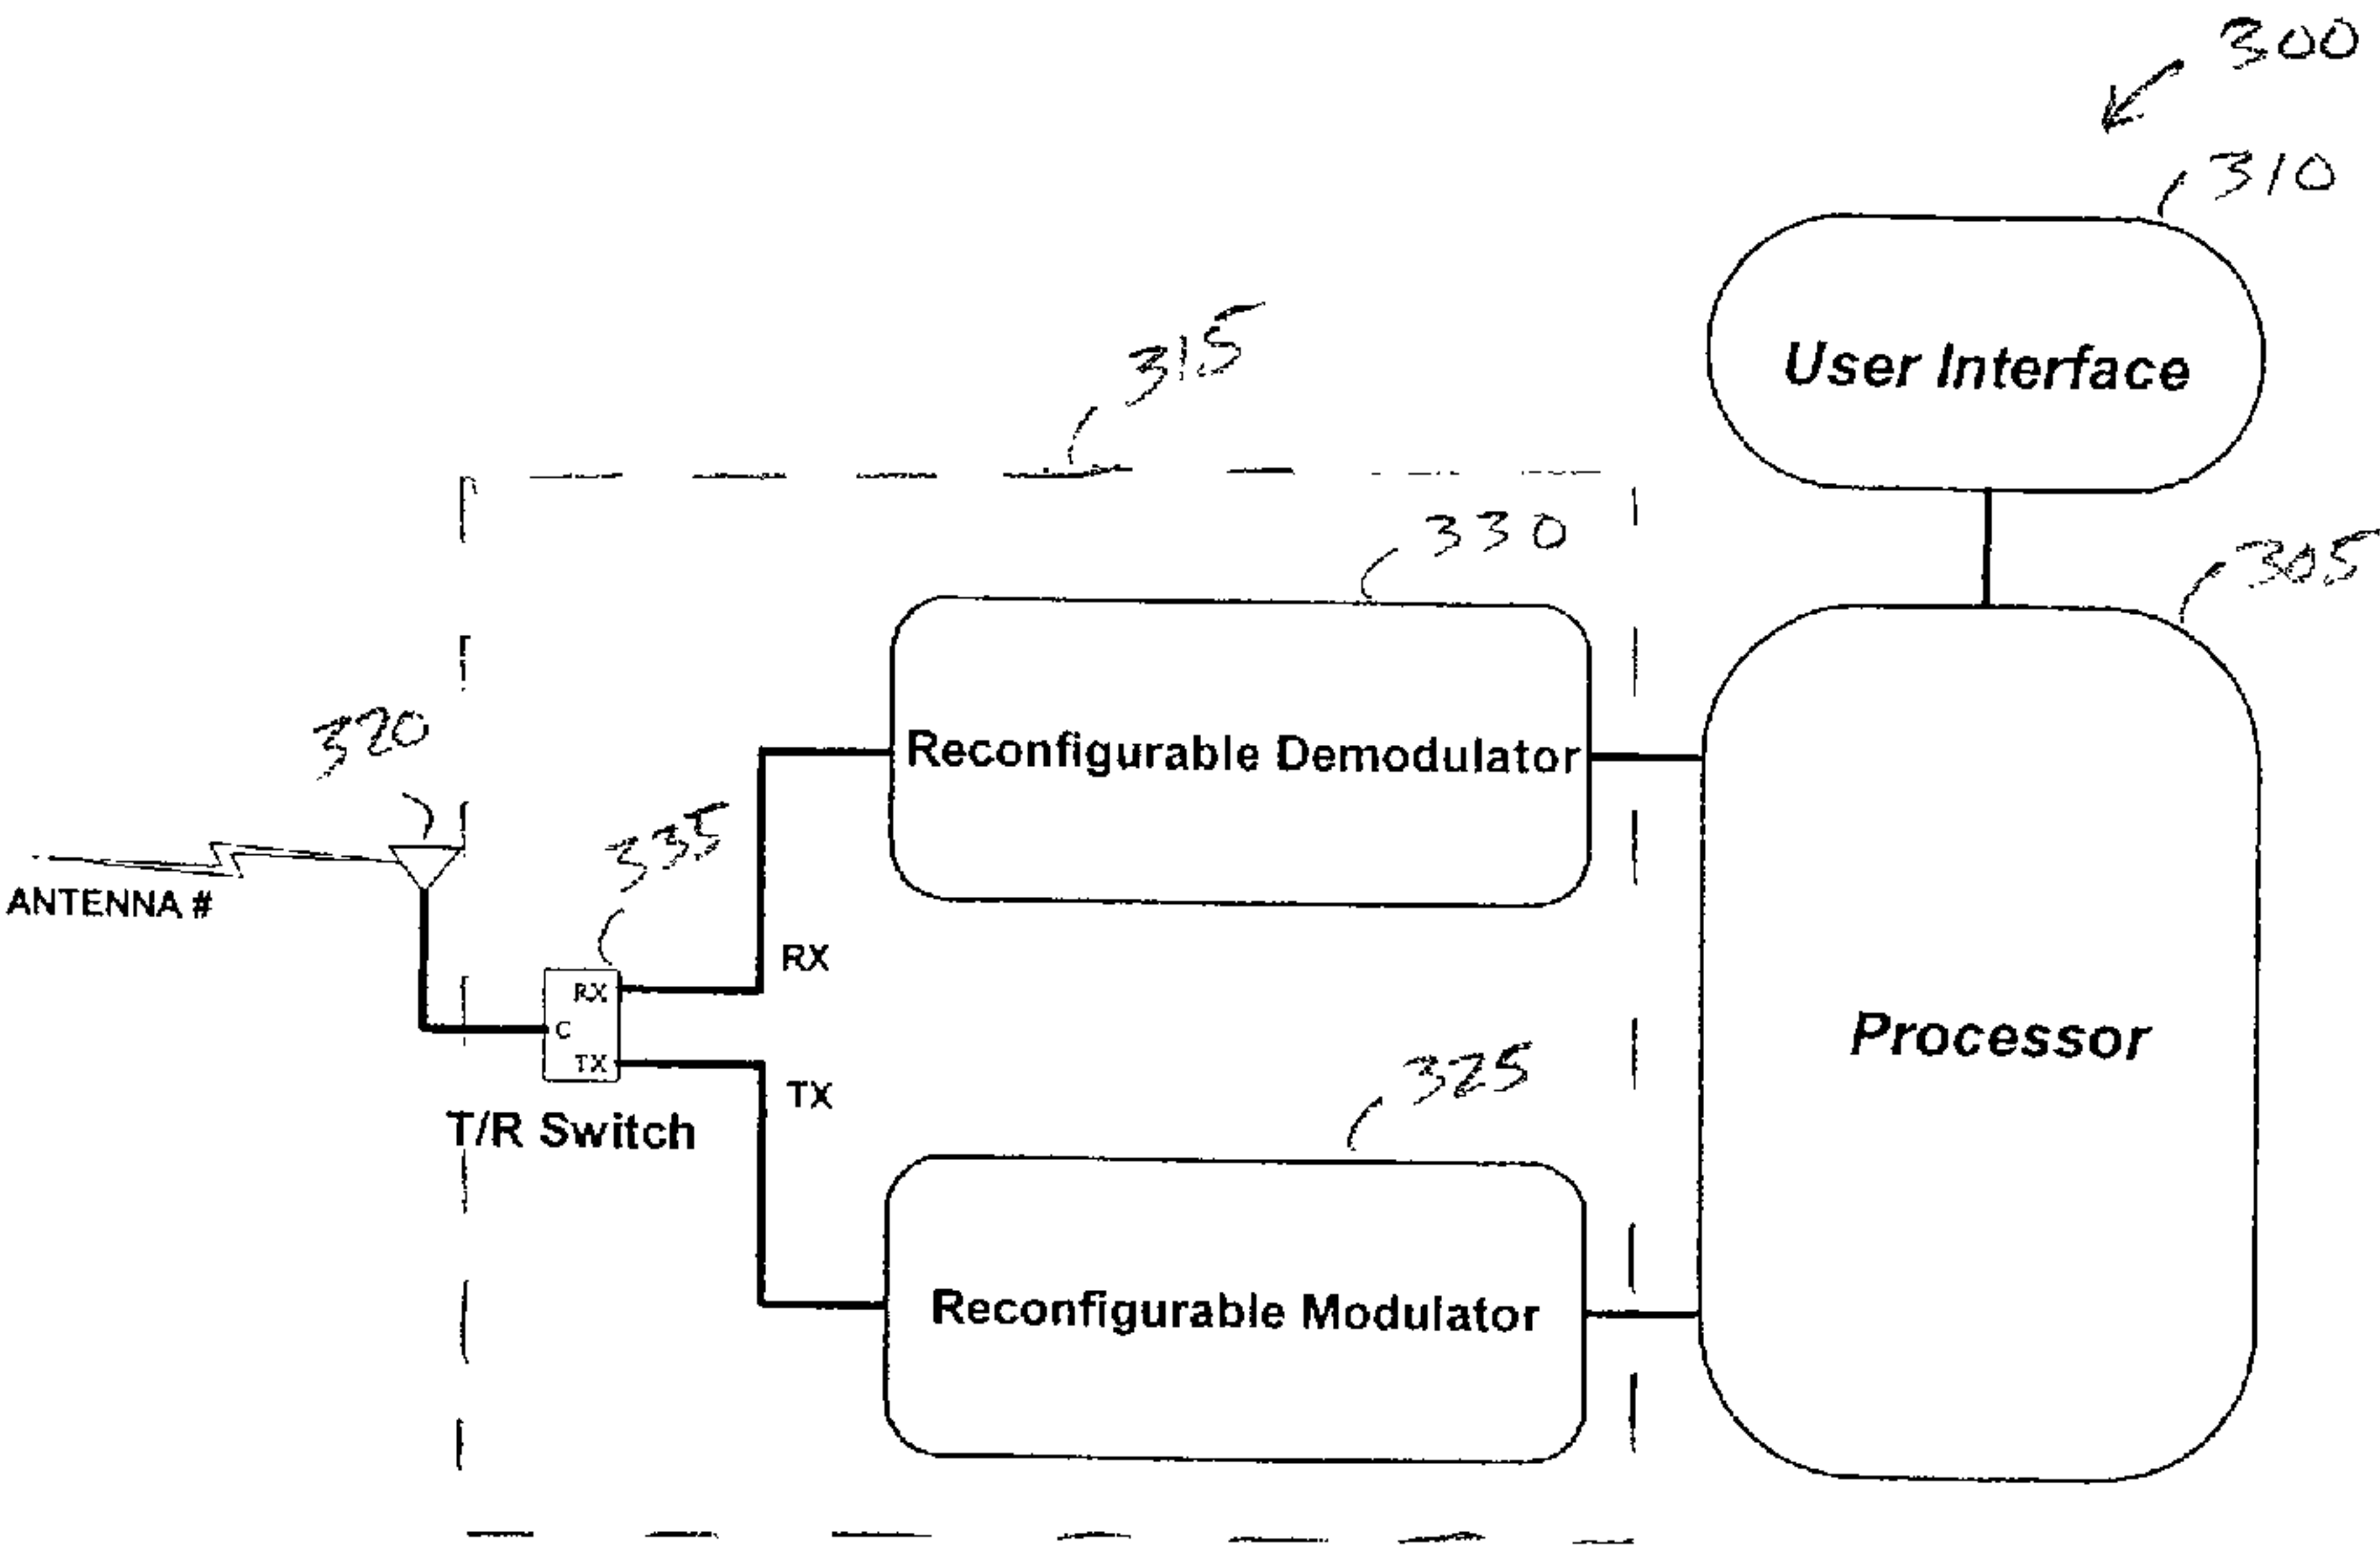 300
310
User Interface
315
330
305
320
Reconfigurable Demodulator
335
ANTENNA #
RX
RX
C
Processor
TX
TX
325
T/R Switch
Reconfigurable Modulator